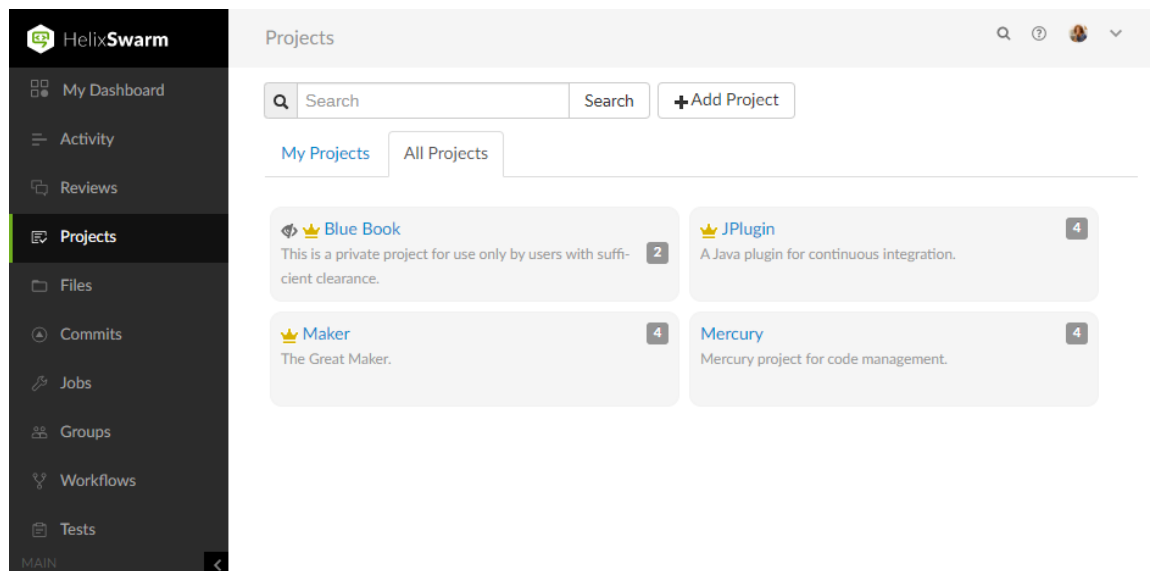 HelixSwarm
My Dashboard
Activity
Reviews
Projects
Files
Commits
Jobs
Groups
Workflows
Tests
MAIN
Projects
Search
Search
Add Project
My Projects
All Projects
Blue Book
This is a private project for use only by users with suffi-
cient clearance.
2
JPlugin
A Java plugin for continuous integration.
4
Maker
The Great Maker.
4
Mercury
Mercury project for code management.
4